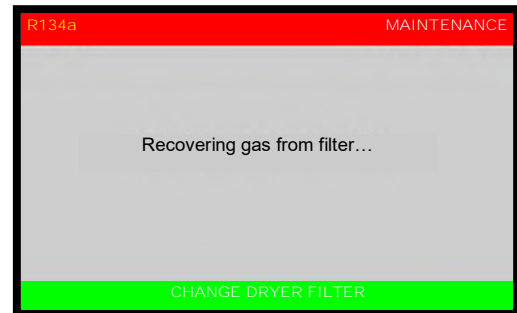 R134a MAINTENANCE
Recovering gas from filter…
CHANGE DRYER FILTER